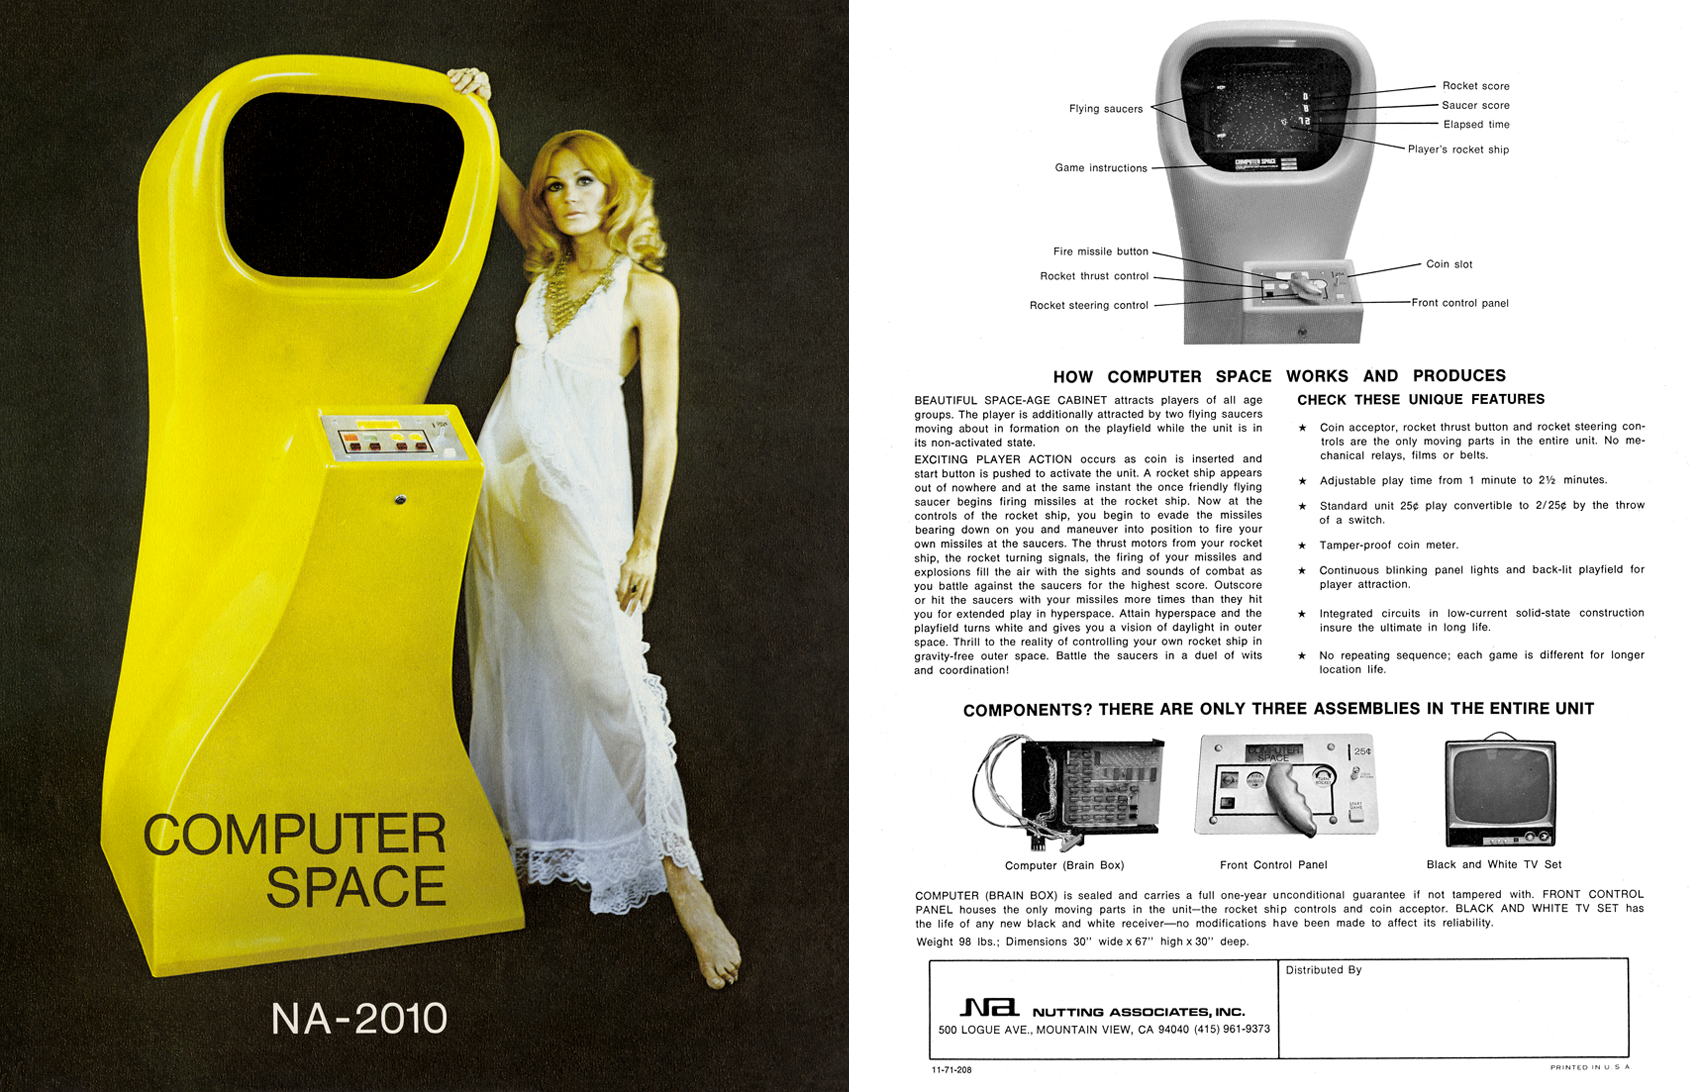 COMPUTER
SPACE
NA-2010
Flying saucers
Game instructions
Rocket score
Saucer score
Elapsed time
Player's rocket ship
COMPUTER SPACE
Fire missile button
Rocket thrust control
Rocket steering control
Coin slot
Front control panel
HOW COMPUTER SPACE WORKS AND PRODUCES
BEAUTIFUL SPACE-AGE CABINET attracts players of all age
groups. The player is additionally attracted by two flying saucers
moving about in formation on the playfield while the unit is in
its non-activated state.
EXCITING PLAYER ACTION occurs as coin is inserted and
start button is pushed to activate the unit. A rocket ship appears
out of nowhere and at the same instant the once friendly flying
saucer begins firing missiles at the rocket ship. Now at the
controls of the rocket ship, you begin to evade the missiles
bearing down on you and maneuver into position to fire your
own missiles at the saucers. The thrust motors from your rocket
ship, the rocket turning signals, the firing of your missiles and
explosions fill the air with the sights and sounds of combat as
you battle against the saucers for the highest score. Outscore
or hit the saucers with your missiles more times than they hit
you for extended play in hyperspace. Attain hyperspace and the
playfield turns white and gives you a vision of daylight in outer
space. Thrill to the reality of controlling your own rocket ship in
gravity-free outer space. Battle the saucers in a duel of wits
and coordination!
CHECK THESE UNIQUE FEATURES
★ Coin acceptor, rocket thrust button and rocket steering con-
trols are the only moving parts in the entire unit. No me-
chanical relays, films or belts.
★ Adjustable play time from 1 minute to 2½ minutes.
★ Standard unit 25¢ play convertible to 2/25¢ by the throw
of a switch.
★ Tamper-proof coin meter.
★ Continuous blinking panel lights and back-lit playfield for
player attraction.
★ Integrated circuits in low-current solid-state construction
insure the ultimate in long life.
★ No repeating sequence; each game is different for longer
location life.
COMPONENTS? THERE ARE ONLY THREE ASSEMBLIES IN THE ENTIRE UNIT
COMPUTER
SPACE
25¢
START
GAME
Computer (Brain Box)
Front Control Panel
Black and White TV Set
COMPUTER (BRAIN BOX) is sealed and carries a full one-year unconditional guarantee if not tampered with. FRONT CONTROL
PANEL houses the only moving parts in the unit—the rocket ship controls and coin acceptor. BLACK AND WHITE TV SET has
the life of any new black and white receiver—no modifications have been made to affect its reliability.
Weight 98 lbs.; Dimensions 30'' wide x 67'' high x 30'' deep.
Na NUTTING ASSOCIATES, INC.
500 LOGUE AVE., MOUNTAIN VIEW, CA 94040 (415) 961-9373
Distributed By
11-71-208
PRINTED IN U S A